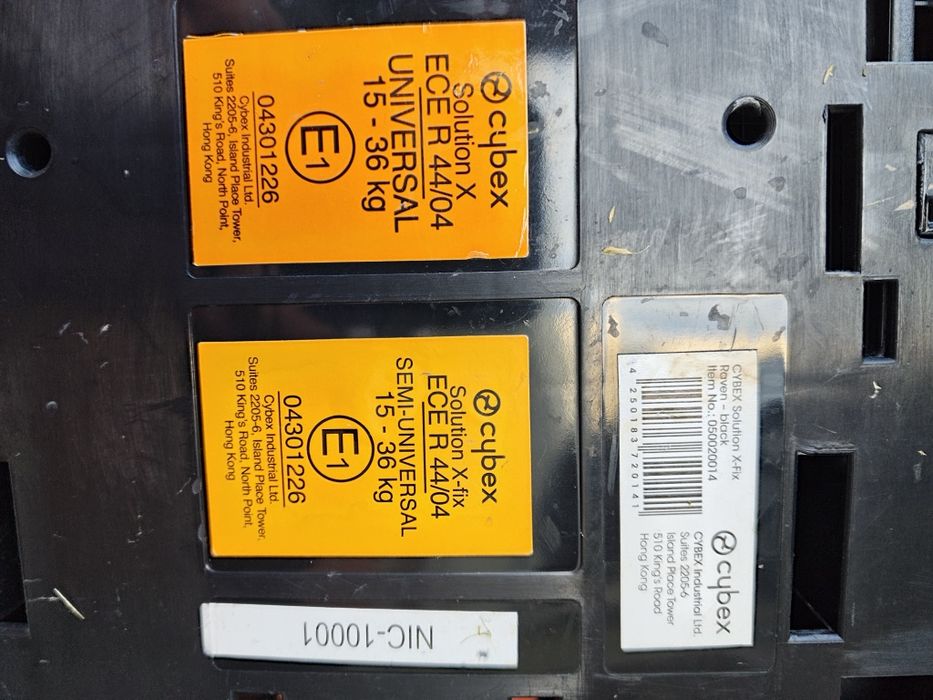 cybex
Solution X
ECE R 44/04
UNIVERSAL
15 - 36 kg
E1
04301226
Cybex Industrial Ltd.
Suites 2205-6, Island Place Tower,
510 King's Road, North Point,
Hong Kong
cybex
Solution X-fix
ECE R 44/04
SEMI-UNIVERSAL
15 - 36 kg
E1
04301226
Cybex Industrial Ltd.
Suites 2205-6, Island Place Tower,
510 King's Road, North Point,
Hong Kong
CYBEX Solution X-Fix
Raven - black
Item No.: 050020014
4 250183 720141
cybex
CYBEX Industrial Ltd.
Suites 2205-6
Island Place Tower
510 King's Road
Hong Kong
NIC-10001